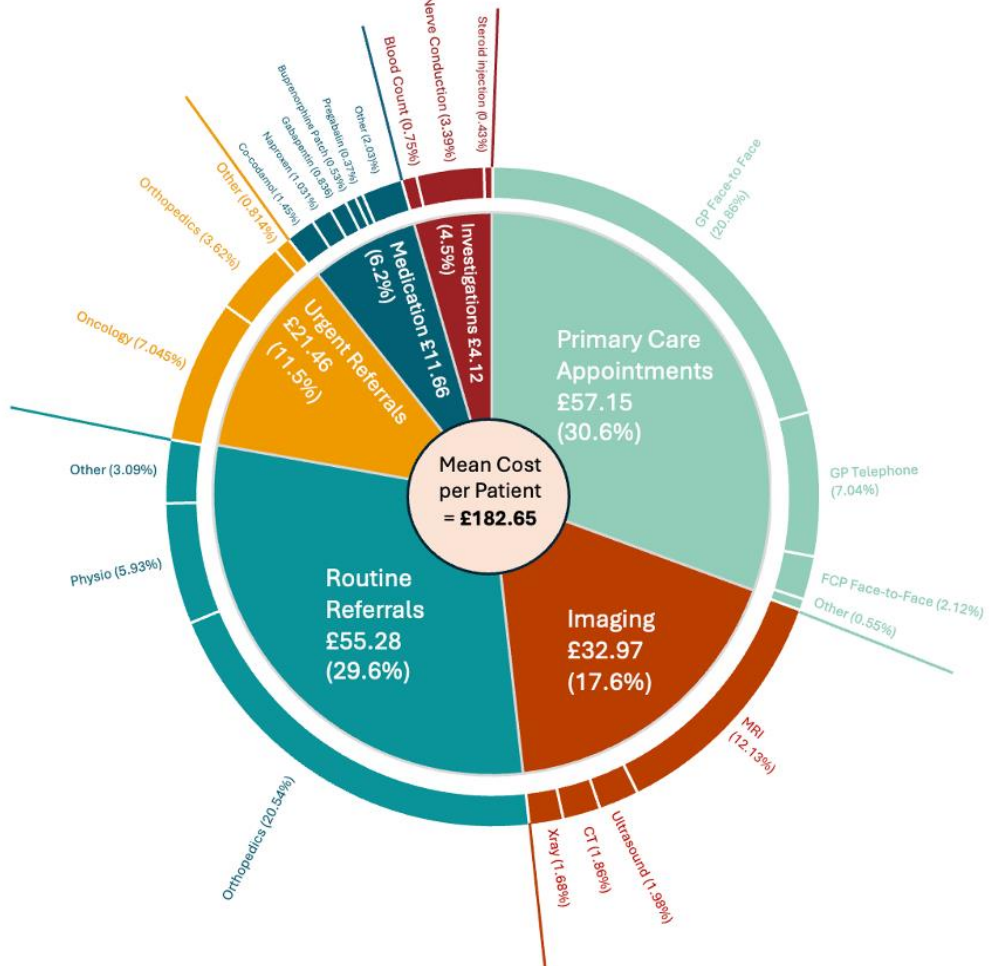 Mean Cost
per Patient
= £182.65
Primary Care
Appointments
£57.15
(30.6%)
Imaging
£32.97
(17.6%)
Routine
Referrals
£55.28
(29.6%)
Urgent Referrals
£21.46
(11.5%)
Medication £11.66
(6.2%)
Investigations £4.12
(4.5%)
GP Face-to Face
(20.86%)
GP Telephone
(7.04%)
FCP Face-to-Face (2.12%)
Other (0.55%)
MRI
(12.13%)
Ultrasound (1.98%)
CT (1.86%)
Xray (1.68%)
Orthopedics (20.54%)
Physio (5.93%)
Other (3.09%)
Oncology (7.045%)
Orthopedics (3.62%)
Other (0.814%)
Co-codamol (1.45%)
Naproxen (1.031%)
Gabapentin (0.836)
Buprenorphine Patch (0.53%)
Pregabalin (0.37%)
Other (2.03)%)
Blood Count (0.75%)
Nerve Conduction (3.39%)
Steroid injection (0.43%)